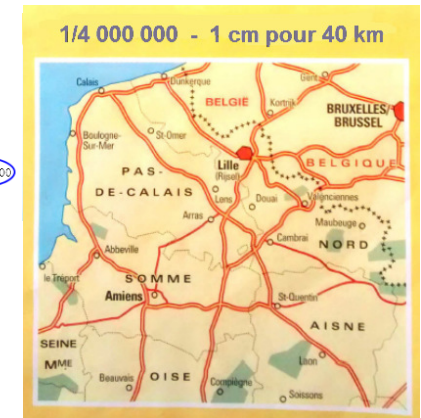 1/4 000 000 - 1 cm pour 40 km
Calais
Dunkerque
Gent
BELGIË
Kortrijk
BRUXELLES/
BRUSSEL
Boulogne-
Sur-Mer
St-Omer
Lille
(Rijsel)
BELGIQUE
PAS-
DE-CALAIS
Lens
Douai
Valgnciennes
Arras
Maubeuge
Cambrai
NORD
Abbeville
le Tréport
SOMME
Amiens
St-Quentin
AISNE
SEINE
MME
Laon
Beauvais
OISE
Compiègne
Soissons